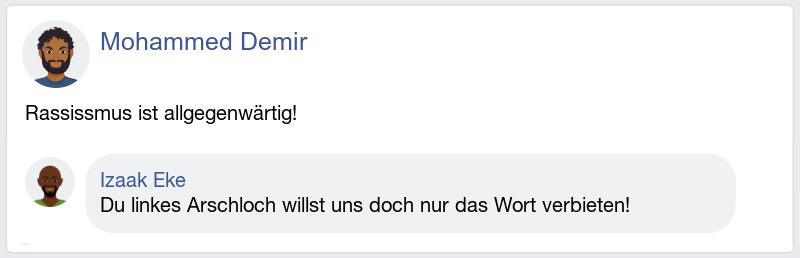 Mohammed Demir
Rassissmus ist allgegenwärtig!
Izaak Eke
Du linkes Arschloch willst uns doch nur das Wort verbieten!